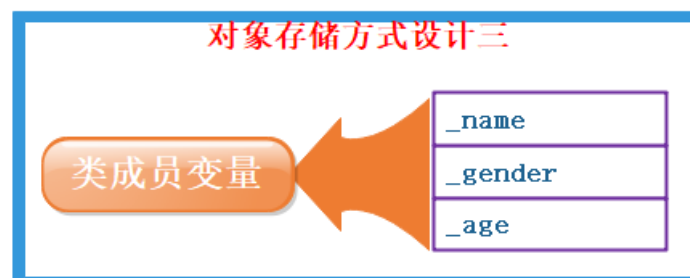 对象存储方式设计三
类成员变量
_name
_gender
_age